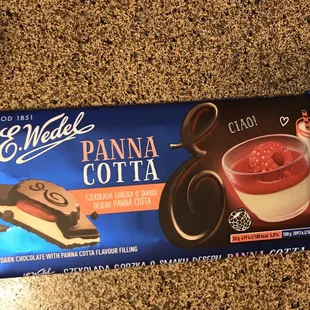 OD 1851
E. Wedel
PANNA
COTTA
CZEKOLADA GORZKA O SMAKU
DESERU PANNA COTTA
CIAO!
DARK CHOCOLATE WITH PANNA COTTA FLAVOUR FILLING
CZEKOLADA GORZKA O SMAKU DESERU PANNA COTTA